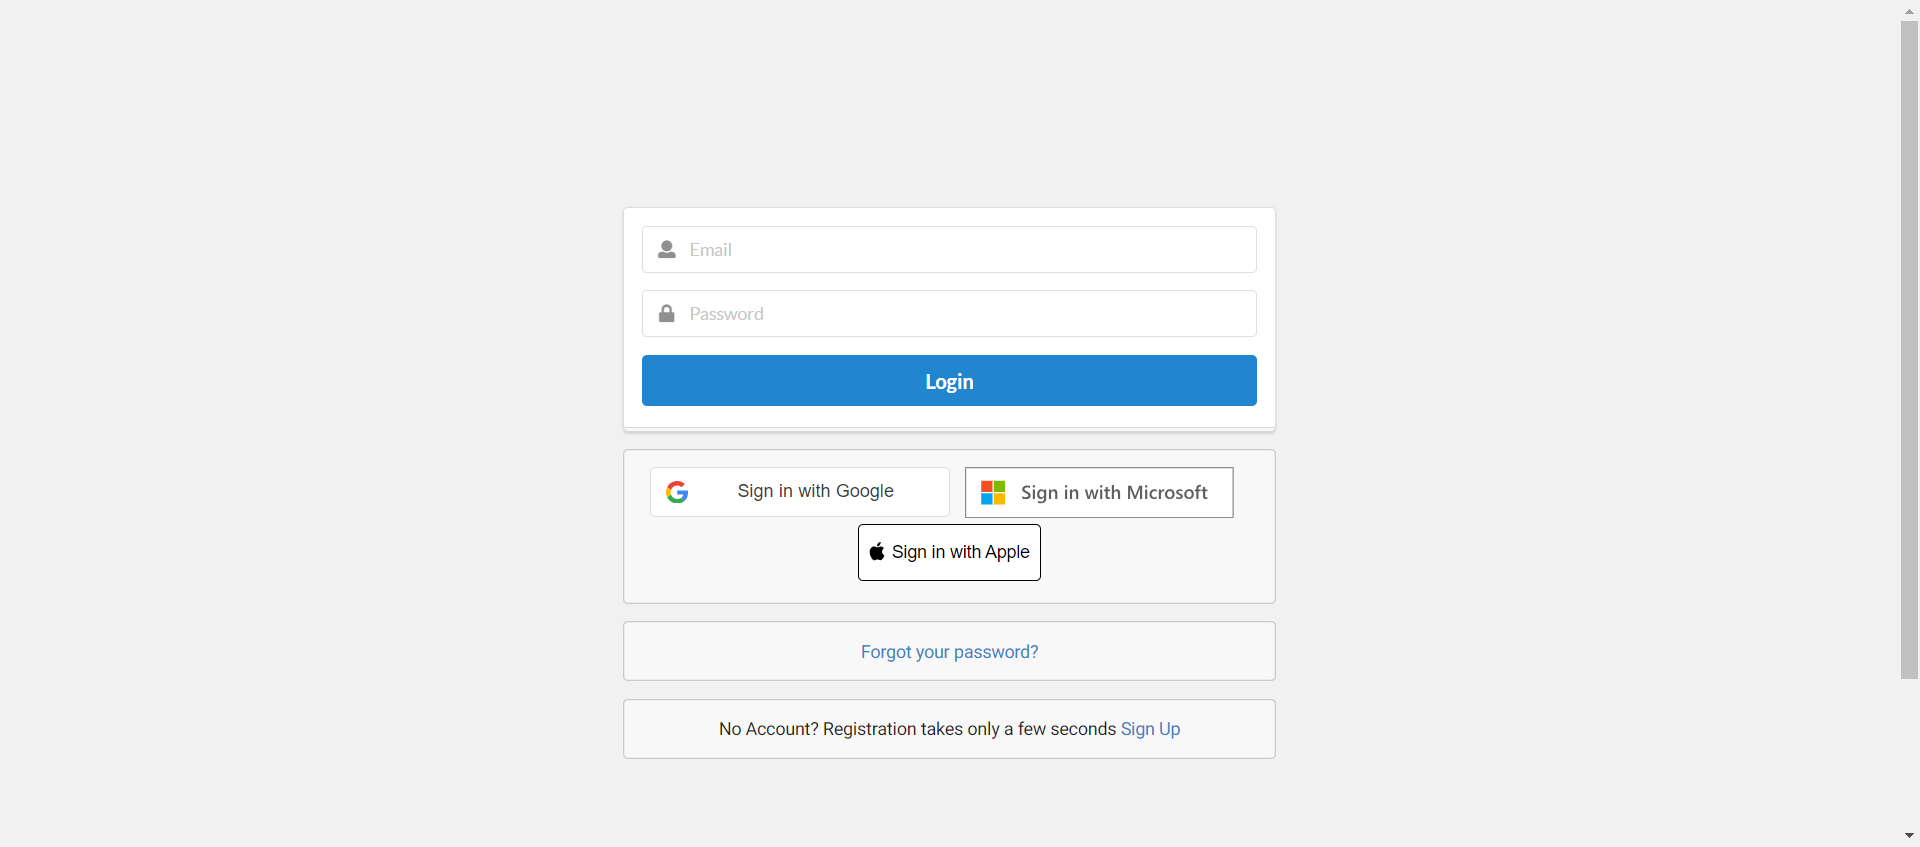 Email
Password
Login
Sign in with Google
Sign in with Microsoft
Sign in with Apple
Forgot your password?
No Account? Registration takes only a few seconds Sign Up